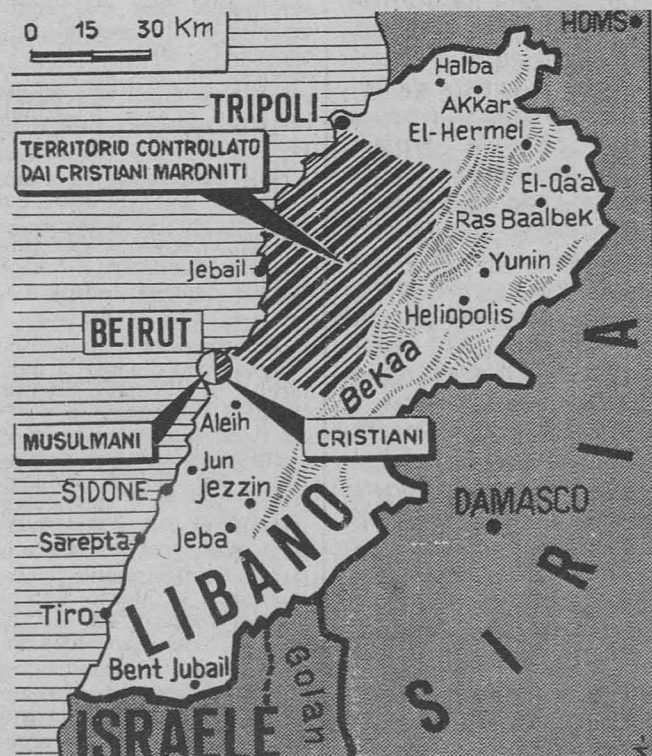 0 15 30 Km
HOMS
Halba
AKKar
TRIPOLI
El-Hermel
TERRITORIO CONTROLLATO
DAI CRISTIANI MARONITI
El-Qa'a
Ras Baalbek
Yunin
Jebail
Heliopolis
BEIRUT
BeKaa
Aleih
MUSULMANI
CRISTIANI
Jun
SIDONE
Jezzin
DAMASCO
Sarepta
Jeba
LIBANO
Tiro
Bent Jubail
Golan
ISRAELE
SIRIA